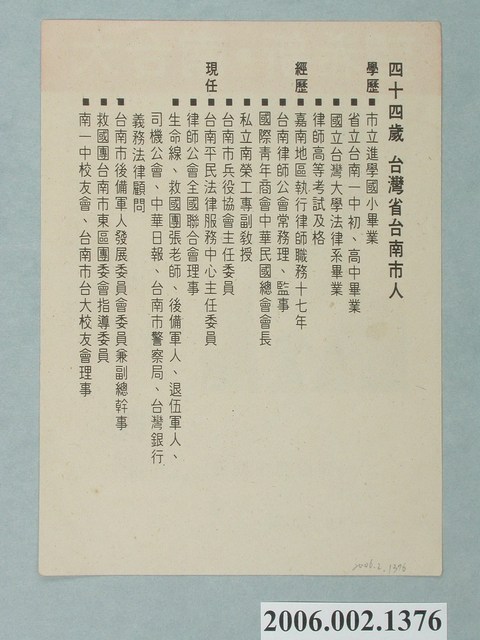 四十四歲 台灣省台南市人
學歷■市立進學國小畢業
■省立台南一中初、高中畢業
■國立台灣大學法律系畢業
■律師高等考試及格
經歷■嘉南地區執行律師職務十七年
■台南律師公會常務理、監事
■國際青年商會中華民國總會會長
■私立南榮工專副教授
■台南市兵役協會主任委員
現任■台南平民法律服務中心主任委員
■律師公會全國聯合會理事
■生命線、救國團張老師、後備軍人、退伍軍人、
司機公會、中華日報、台南市警察局、台灣銀行
義務法律顧問
■台南市後備軍人發展委員會委員兼副總幹事
■救國團台南市東區團委會指導委員
■南一中校友會、台南市台大校友會理事
2006.2.1376
2006.002.1376